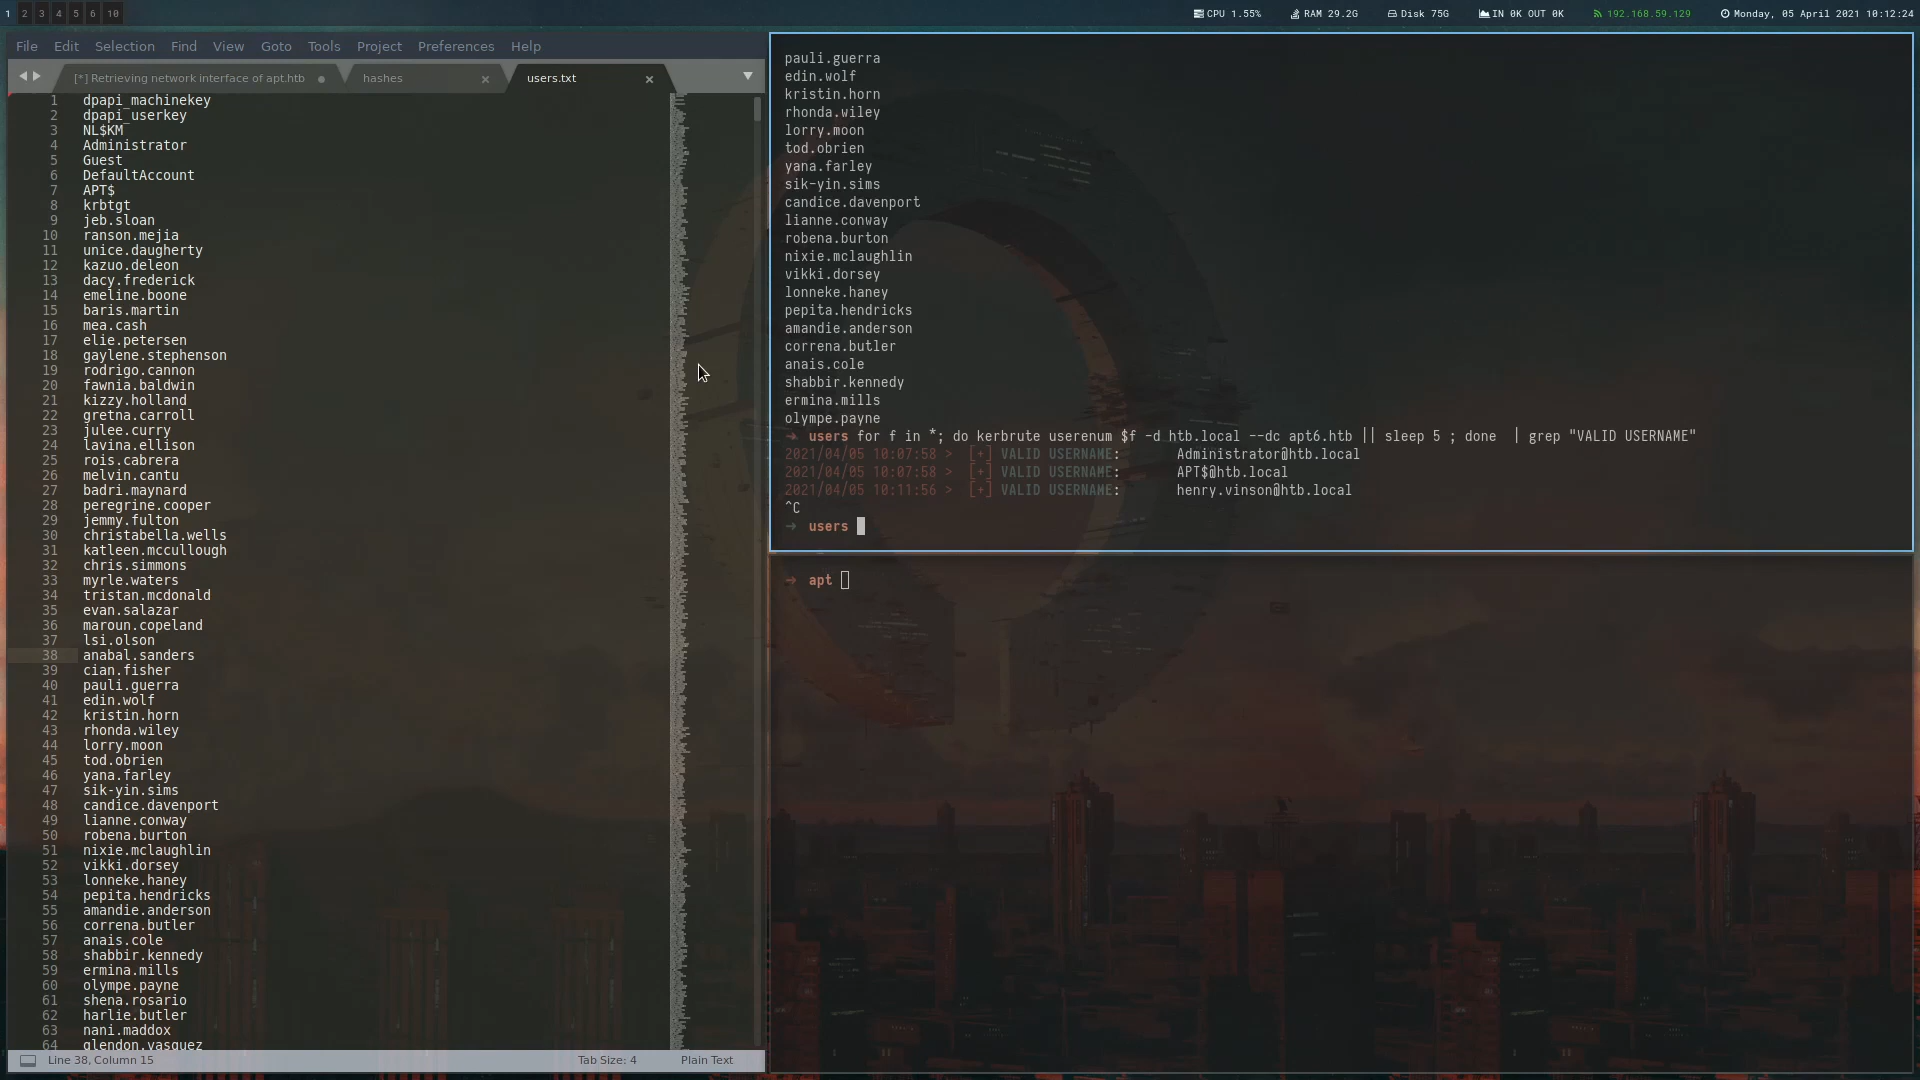 1 2 3 4 5 6 10
CPU 1.55% RAM 29.2G Disk 75G IN 0K OUT 0K 192.168.59.129 Monday, 05 April 2021 10:12:24
File Edit Selection Find View Goto Tools Project Preferences Help
[*] Retrieving network interface of apt.htb ● hashes × users.txt ×
1 dpapi_machinekey
2 dpapi_userkey
3 NL$KM
4 Administrator
5 Guest
6 DefaultAccount
7 APT$
8 krbtgt
9 jeb.sloan
10 ranson.mejia
11 unice.daugherty
12 kazuo.deleon
13 dacy.frederick
14 emeline.boone
15 baris.martin
16 mea.cash
17 elie.petersen
18 gaylene.stephenson
19 rodrigo.cannon
20 fawnia.baldwin
21 kizzy.holland
22 gretna.carroll
23 julee.curry
24 lavina.ellison
25 rois.cabrera
26 melvin.cantu
27 badri.maynard
28 peregrine.cooper
29 jemmy.fulton
30 christabella.wells
31 katleen.mccullough
32 chris.simmons
33 myrle.waters
34 tristan.mcdonald
35 evan.salazar
36 maroun.copeland
37 lsi.olson
38 anabal.sanders
39 cian.fisher
40 pauli.guerra
41 edin.wolf
42 kristin.horn
43 rhonda.wiley
44 lorry.moon
45 tod.obrien
46 yana.farley
47 sik-yin.sims
48 candice.davenport
49 lianne.conway
50 robena.burton
51 nixie.mclaughlin
52 vikki.dorsey
53 lonneke.haney
54 pepita.hendricks
55 amandie.anderson
56 correna.butler
57 anais.cole
58 shabbir.kennedy
59 ermina.mills
60 olympe.payne
61 shena.rosario
62 harlie.butler
63 nani.maddox
64 glendon.vasquez
Line 38, Column 15 Tab Size: 4 Plain Text
pauli.guerra
edin.wolf
kristin.horn
rhonda.wiley
lorry.moon
tod.obrien
yana.farley
sik-yin.sims
candice.davenport
lianne.conway
robena.burton
nixie.mclaughlin
vikki.dorsey
lonneke.haney
pepita.hendricks
amandie.anderson
correna.butler
anais.cole
shabbir.kennedy
ermina.mills
olympe.payne
→ users for f in *; do kerbrute userenum $f -d htb.local --dc apt6.htb || sleep 5 ; done | grep "VALID USERNAME"
2021/04/05 10:07:58 > [+] VALID USERNAME: Administrator@htb.local
2021/04/05 10:07:58 > [+] VALID USERNAME: APT$@htb.local
2021/04/05 10:11:56 > [+] VALID USERNAME: henry.vinson@htb.local
^C
→ users
→ apt